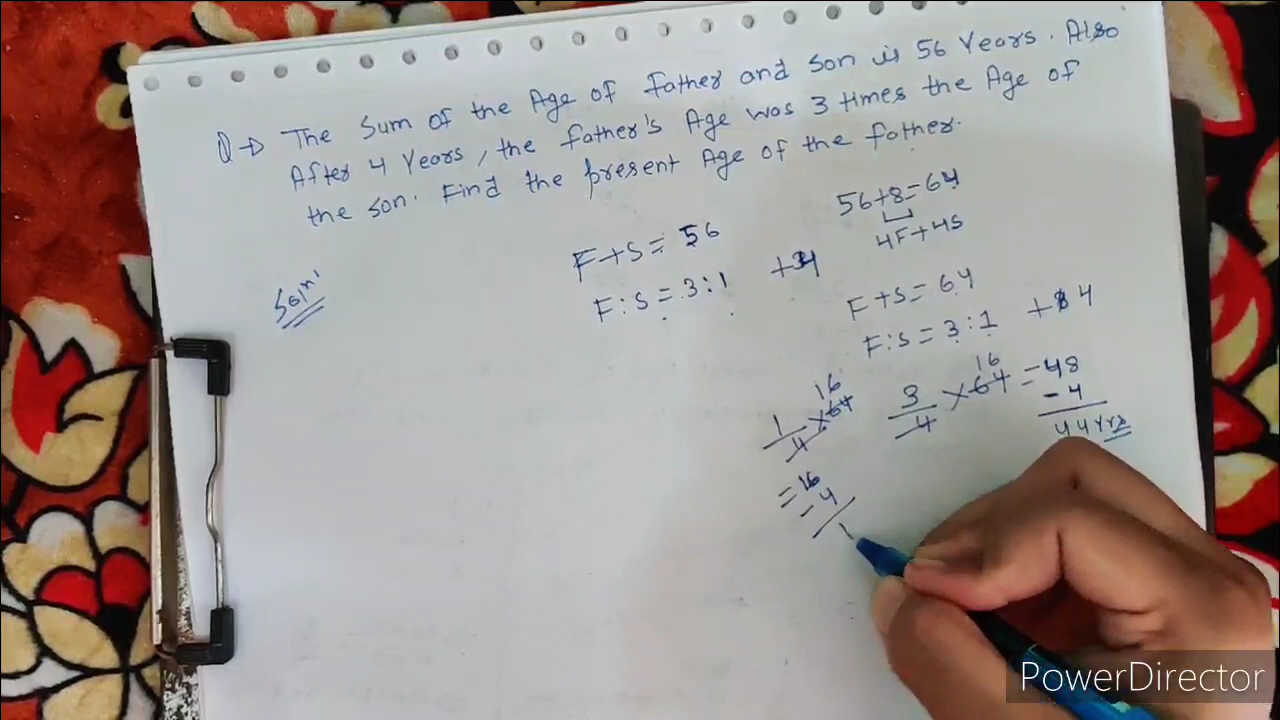 Q → The Sum of the Age of Father and Son is 56 Years. Also
After 4 Years, the Father's Age was 3 times the Age of
the son. Find the present Age of the father.
Soln'
F+S = 56
F:S = 3:1 +4
56+8=64
4F+4S
F+S = 64
F:S = 3:1 +4
1/4 × 64 16
= 16
- 4
1
3/4 × 64 16 = 48
- 4
44 Yrs
PowerDirector